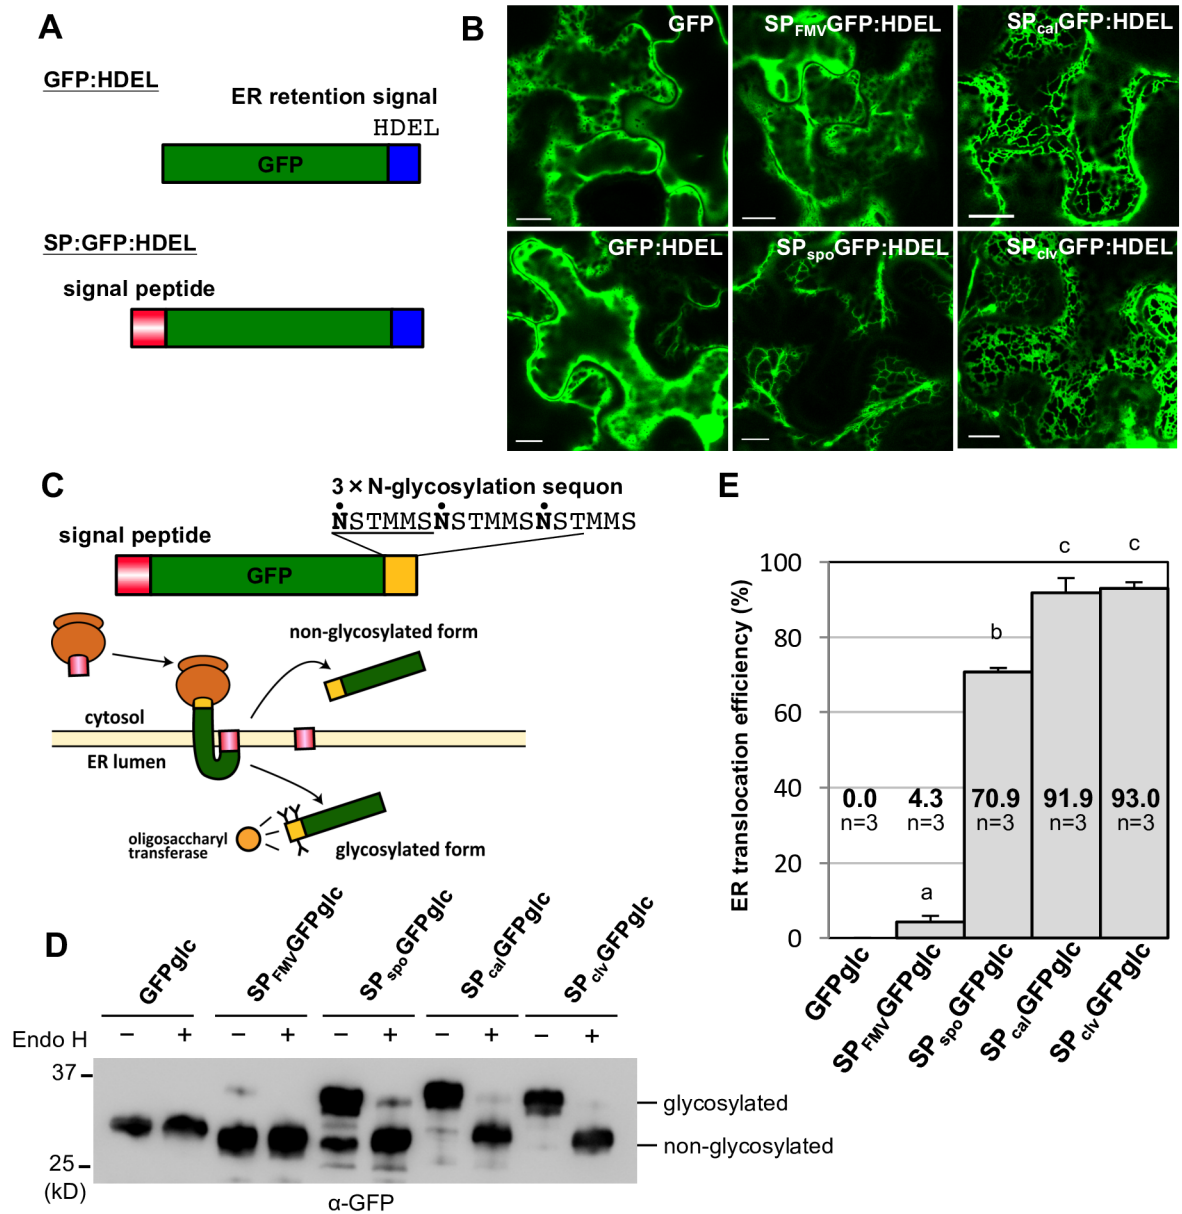 A
GFP:HDEL
ER retention signal
HDEL
GFP
SP:GFP:HDEL
signal peptide
B
GFP
SPFMVGFP:HDEL
SPcalGFP:HDEL
GFP:HDEL
SPspoGFP:HDEL
SPclvGFP:HDEL
C
3 × N-glycosylation sequon
NSTMMSNSTMMSNSTMMS
signal peptide
GFP
non-glycosylated form
cytosol
ER lumen
oligosaccharyl
transferase
glycosylated form
D
GFPglc
SPFMVGFPglc
SPspoGFPglc
SPcalGFPglc
SPclvGFPglc
Endo H − + − + − + − + − +
37
glycosylated
non-glycosylated
25
(kD)
α-GFP
E
ER translocation efficiency (%)
100
80
60
40
20
0
a
b
c
c
0.0
n=3
4.3
n=3
70.9
n=3
91.9
n=3
93.0
n=3
GFPglc
SPFMVGFPglc
SPspoGFPglc
SPcalGFPglc
SPclvGFPglc